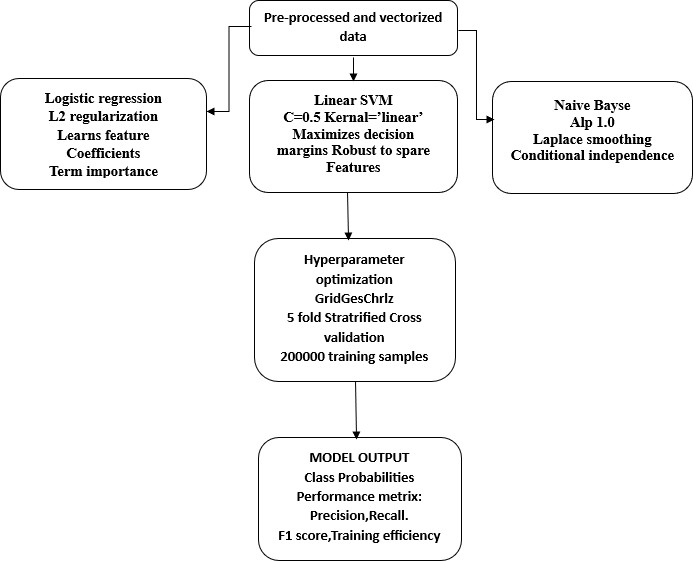 Pre-processed and vectorized
data
Logistic regression
L2 regularization
Learns feature
Coefficients
Term importance
Linear SVM
C=0.5 Kernal=’linear’
Maximizes decision
margins Robust to spare
Features
Naive Bayse
Alp 1.0
Laplace smoothing
Conditional independence
Hyperparameter
optimization
GridGesChrlz
5 fold Stratrified Cross
validation
200000 training samples
MODEL OUTPUT
Class Probabilities
Performance metrix:
Precision,Recall.
F1 score,Training efficiency